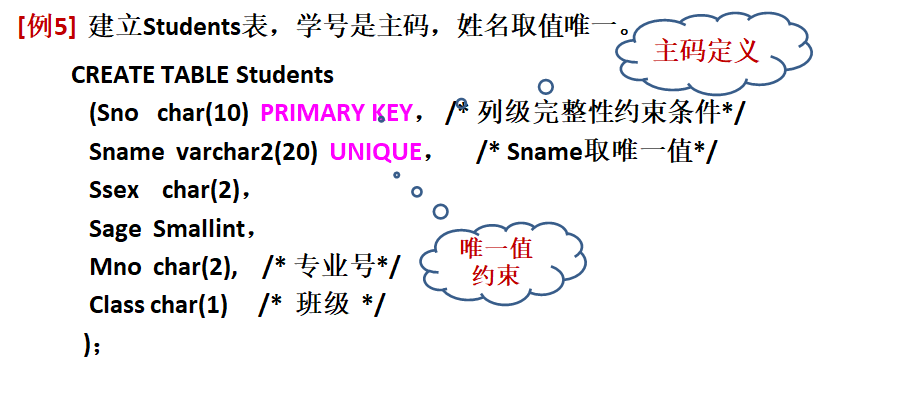 [例5] 建立Students表，学号是主码，姓名取值唯一。
主码定义
CREATE TABLE Students
(Sno char(10) PRIMARY KEY， /* 列级完整性约束条件*/
Sname varchar2(20) UNIQUE， /* Sname取唯一值*/
Ssex char(2)，
Sage Smallint，
唯一值
约束
Mno char(2), /* 专业号*/
Class char(1) /* 班级 */
)；